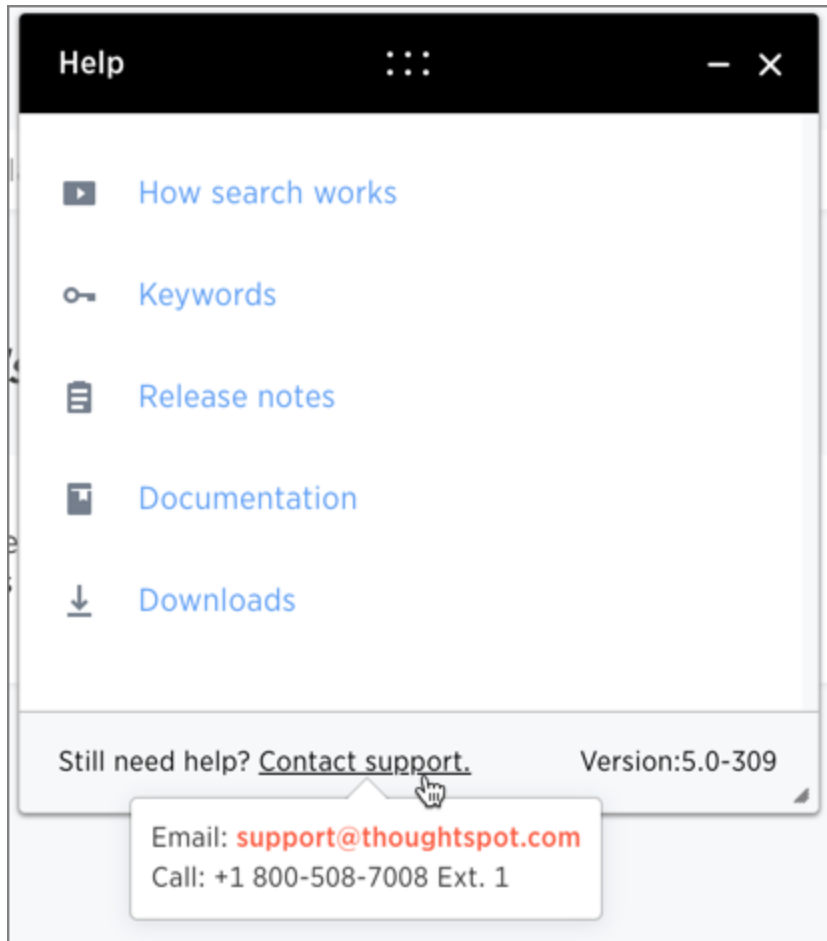 Help
How search works
Keywords
Release notes
Documentation
Downloads
Still need help? Contact support. Version:5.0-309
Email: support@thoughtspot.com
Call: +1 800-508-7008 Ext. 1